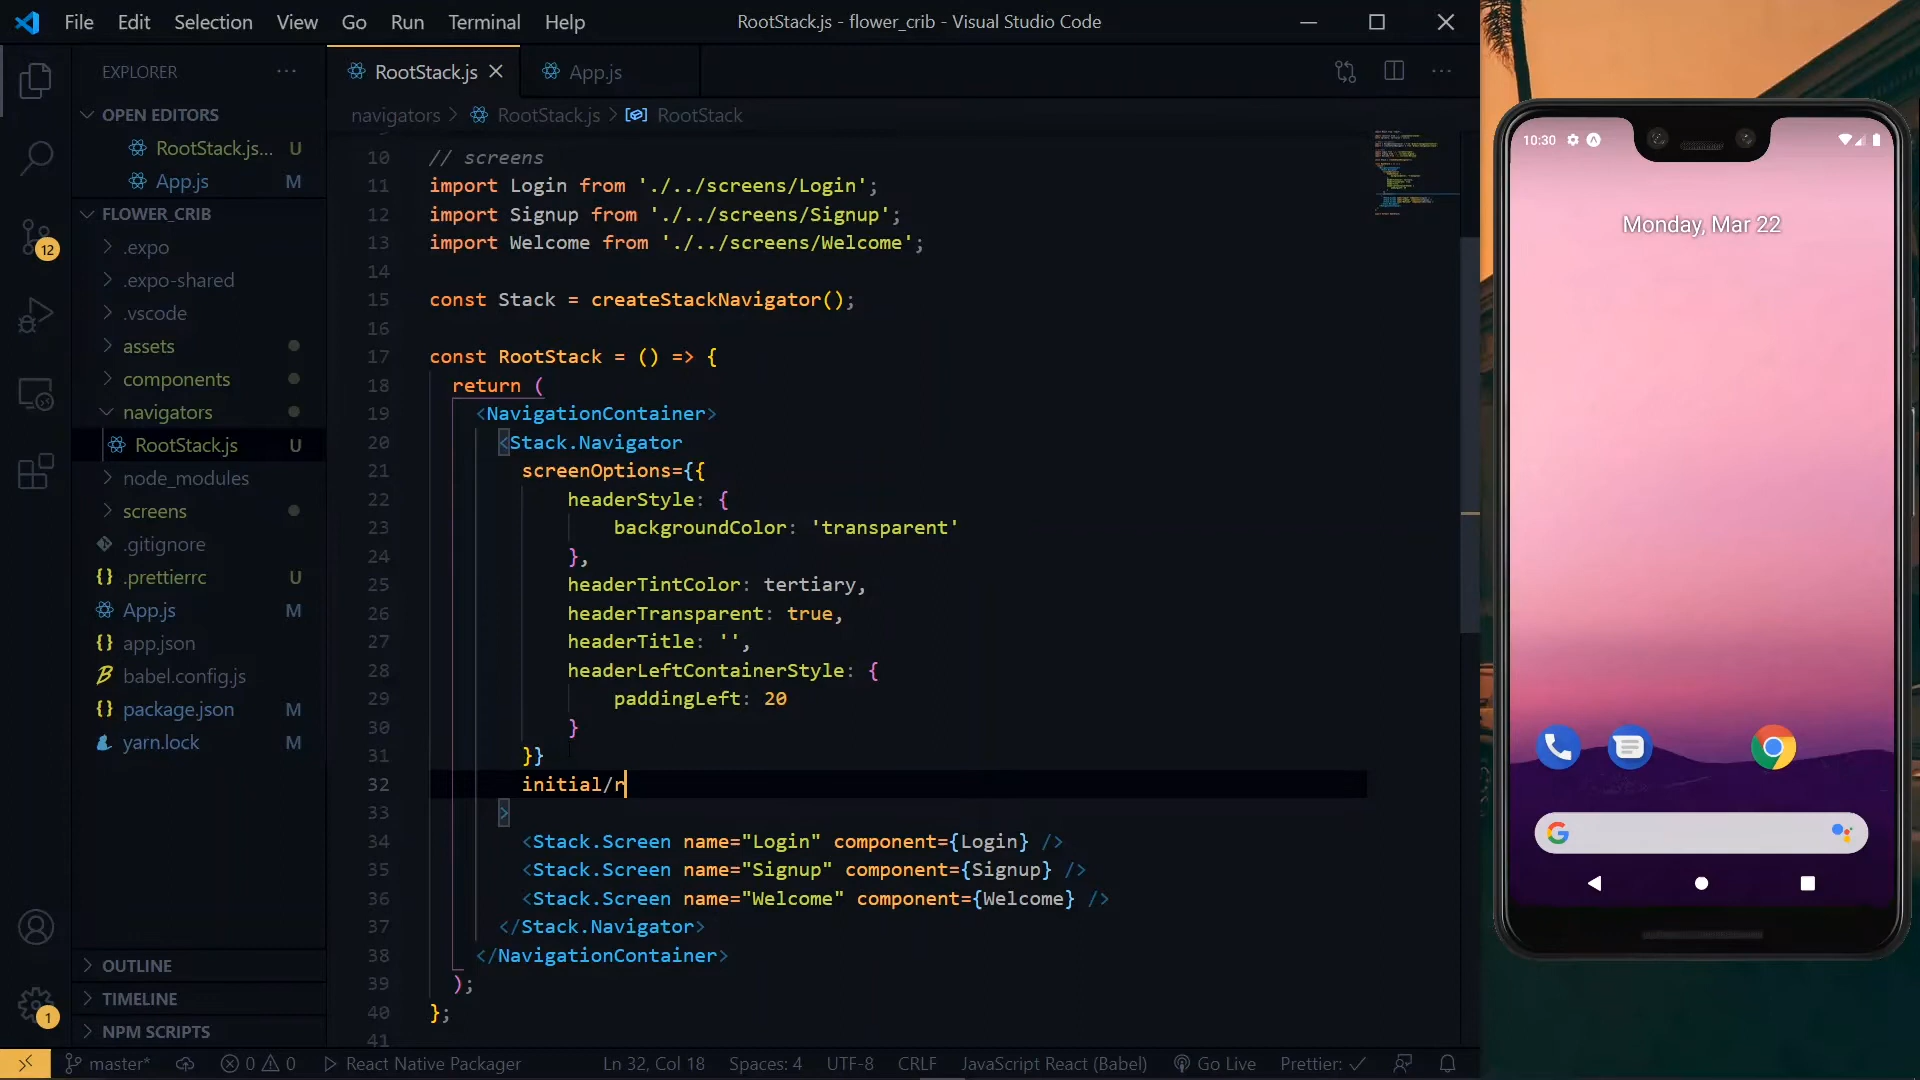 File Edit Selection View Go Run Terminal Help
RootStack.js - flower_crib - Visual Studio Code
EXPLORER
OPEN EDITORS
RootStack.js... U
App.js M
FLOWER_CRIB
.expo
.expo-shared
.vscode
assets
components
navigators
RootStack.js U
node_modules
screens
.gitignore
.prettierrc U
App.js M
app.json
babel.config.js
package.json M
yarn.lock M
OUTLINE
TIMELINE
NPM SCRIPTS
12
1
RootStack.js App.js
navigators > RootStack.js > RootStack
10 // screens
11 import Login from './../screens/Login';
12 import Signup from './../screens/Signup';
13 import Welcome from './../screens/Welcome';
14
15 const Stack = createStackNavigator();
16
17 const RootStack = () => {
18 return (
19 <NavigationContainer>
20 <Stack.Navigator
21 screenOptions={{
22 headerStyle: {
23 backgroundColor: 'transparent'
24 },
25 headerTintColor: tertiary,
26 headerTransparent: true,
27 headerTitle: '',
28 headerLeftContainerStyle: {
29 paddingLeft: 20
30 }
31 }}
32 initial/r
33 >
34 <Stack.Screen name="Login" component={Login} />
35 <Stack.Screen name="Signup" component={Signup} />
36 <Stack.Screen name="Welcome" component={Welcome} />
37 </Stack.Navigator>
38 </NavigationContainer>
39 );
40 };
41
master* 0 0 React Native Packager Ln 32, Col 18 Spaces: 4 UTF-8 CRLF JavaScript React (Babel) Go Live Prettier: ✓
10:30
Monday, Mar 22